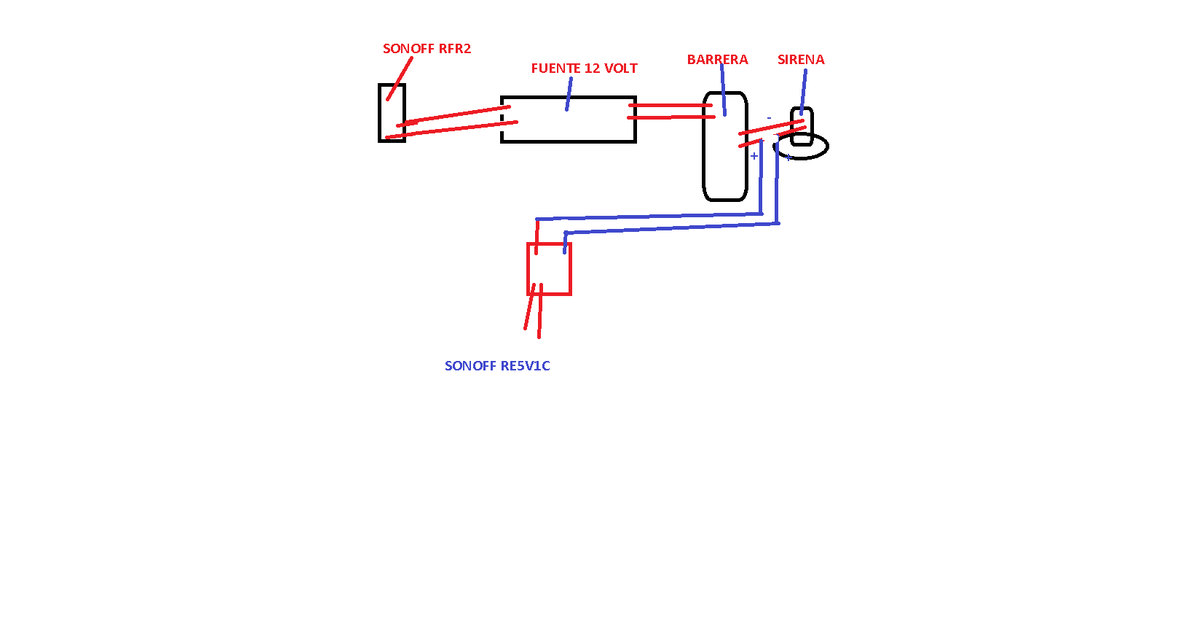 SONOFF RFR2
FUENTE 12 VOLT
BARRERA
SIRENA
-
-
+
+
SONOFF RE5V1C